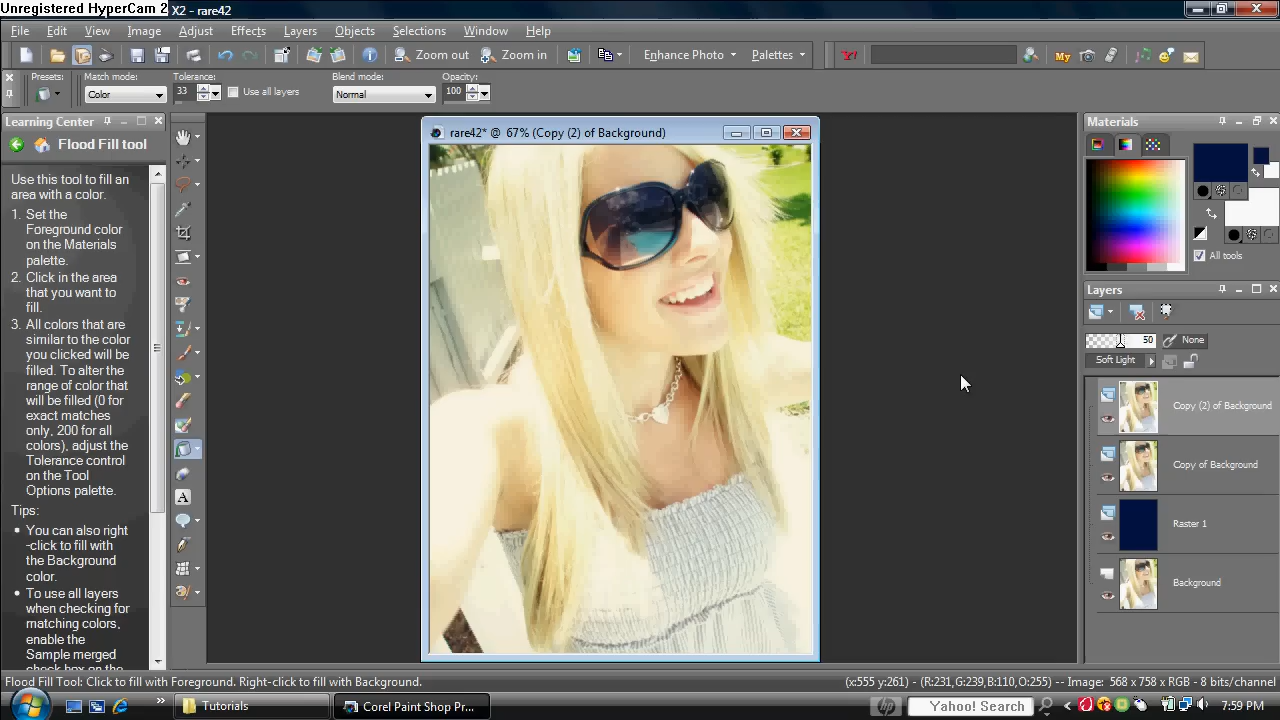 Unregistered HyperCam 2
X2 - rare42
File Edit View Image Adjust Effects Layers Objects Selections Window Help
Zoom out Zoom in Enhance Photo Palettes Y! My
Presets: Match mode: Tolerance: Blend mode: Opacity:
Color 33 Use all layers Normal 100
Learning Center
Flood Fill tool
Use this tool to fill an
area with a color.
1. Set the
Foreground color
on the Materials
palette.
2. Click in the area
that you want to
fill.
3. All colors that are
similar to the color
you clicked will be
filled. To alter the
range of color that
will be filled (0 for
exact matches
only, 200 for all
colors), adjust the
Tolerance control
on the Tool
Options palette.
Tips:
• You can also right
-click to fill with
the Background
color.
• To use all layers
when checking for
matching colors,
enable the
Sample merged
check box on the
A
rare42* @ 67% (Copy (2) of Background)
Materials
All tools
Layers
50 None
Soft Light
Copy (2) of Background
Copy of Background
Raster 1
Background
Flood Fill Tool: Click to fill with Foreground. Right-click to fill with Background.
(x:555 y:261) - (R:231,G:239,B:110,O:255) -- Image: 568 x 758 x RGB - 8 bits/channel
Tutorials
Corel Paint Shop Pr...
hp
Yahoo! Search
7:59 PM